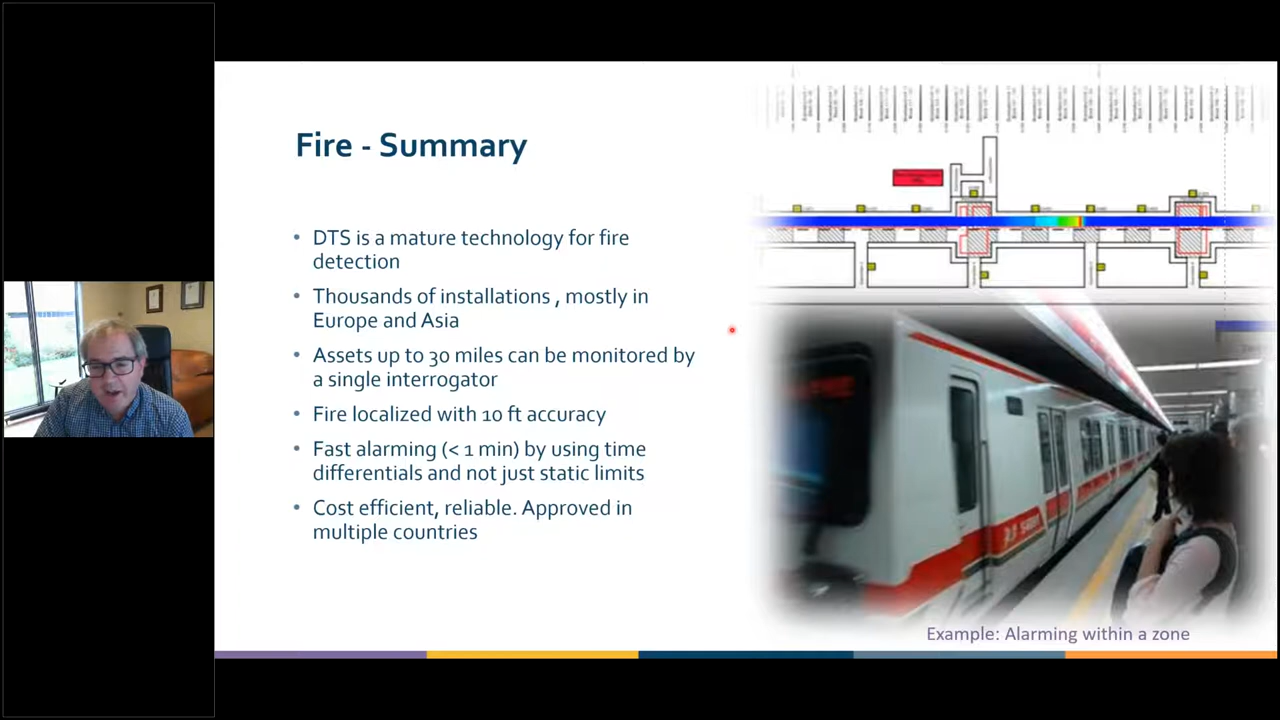 Fire - Summary
• DTS is a mature technology for fire
detection
• Thousands of installations , mostly in
Europe and Asia
• Assets up to 30 miles can be monitored by
a single interrogator
• Fire localized with 10 ft accuracy
• Fast alarming (< 1 min) by using time
differentials and not just static limits
• Cost efficient, reliable. Approved in
multiple countries
Example: Alarming within a zone